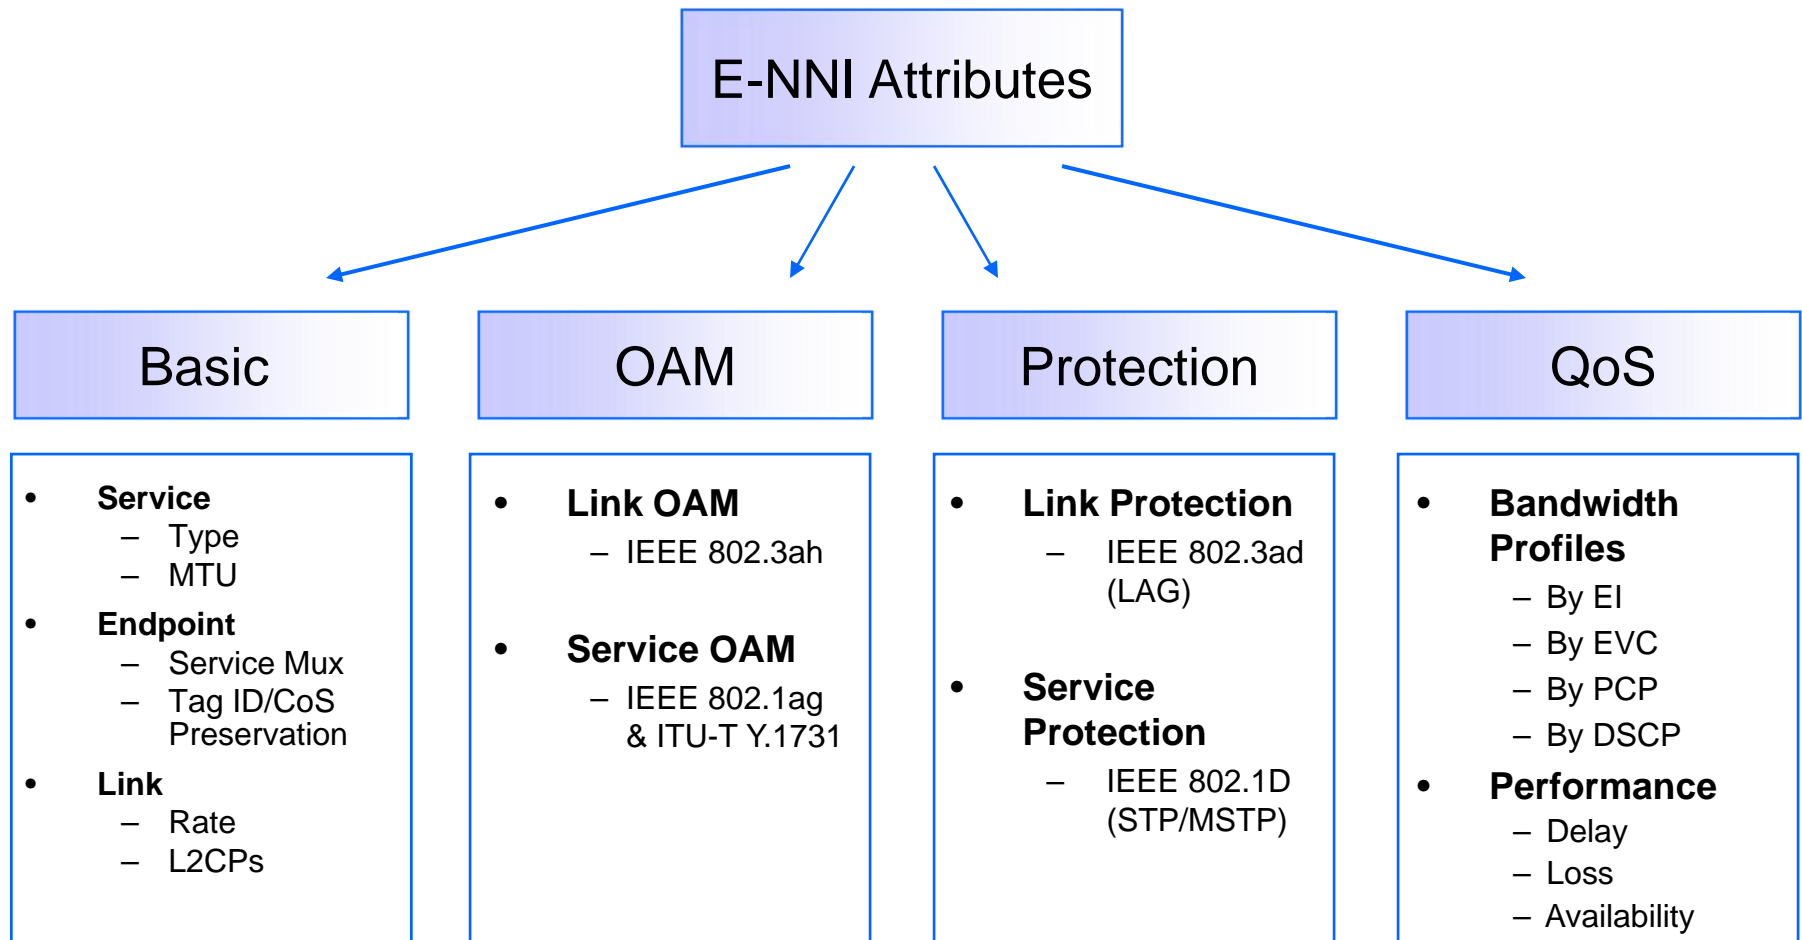 E-NNI Attributes
Basic
OAM
Protection
QoS
• Service
– Type
– MTU
• Endpoint
– Service Mux
– Tag ID/CoS
Preservation
• Link
– Rate
– L2CPs
• Link OAM
– IEEE 802.3ah
• Service OAM
– IEEE 802.1ag
& ITU-T Y.1731
• Link Protection
– IEEE 802.3ad
(LAG)
• Service
Protection
– IEEE 802.1D
(STP/MSTP)
• Bandwidth
Profiles
– By EI
– By EVC
– By PCP
– By DSCP
• Performance
– Delay
– Loss
– Availability